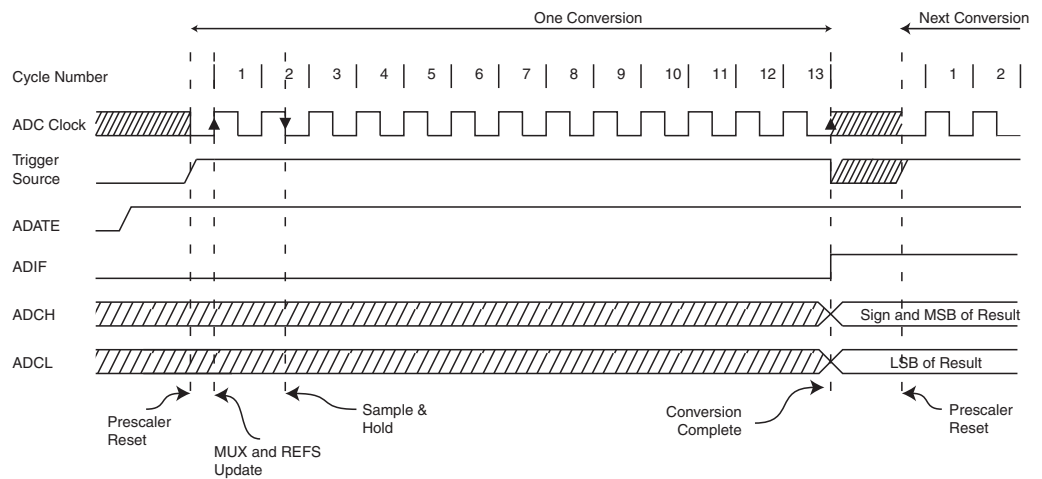 One Conversion
Next Conversion
Cycle Number
1 2 3 4 5 6 7 8 9 10 11 12 13 1 2
ADC Clock
Trigger
Source
ADATE
ADIF
ADCH
Sign and MSB of Result
ADCL
LSB of Result
Prescaler
Reset
MUX and REFS
Update
Sample &
Hold
Conversion
Complete
Prescaler
Reset